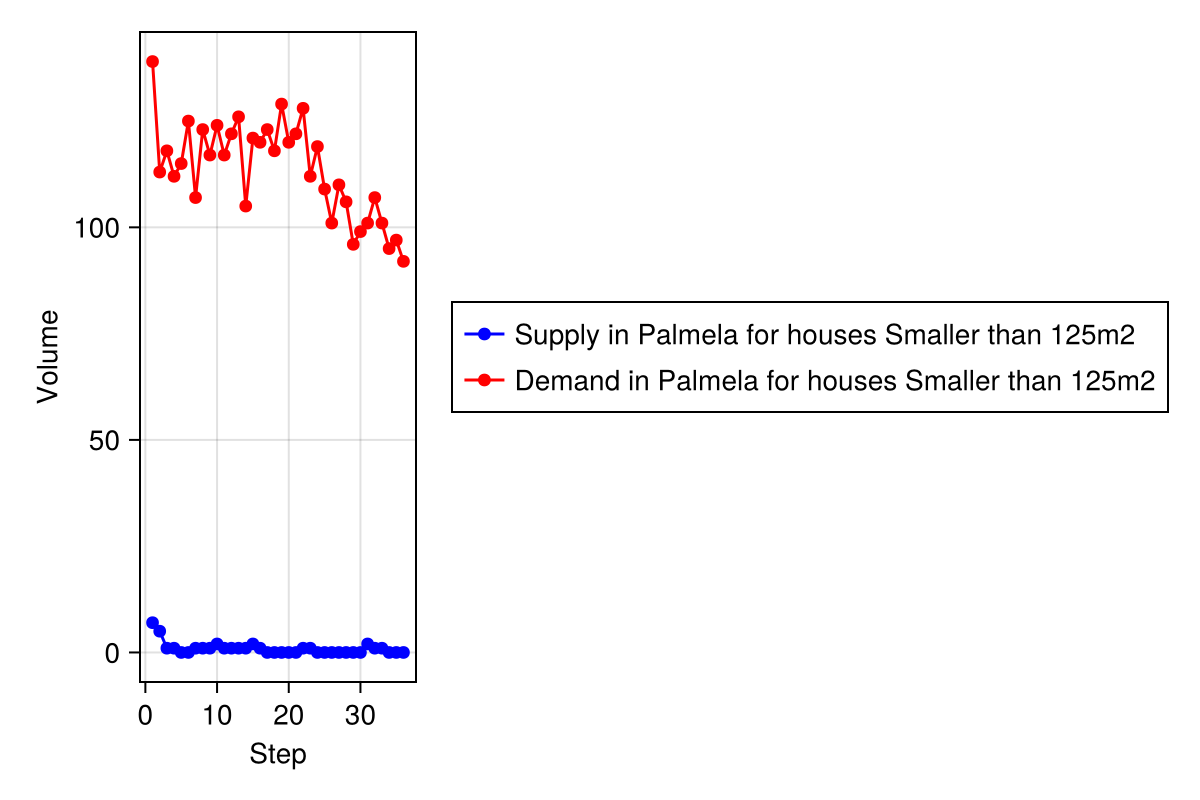 Volume
100
50
0
0 10 20 30
Step
Supply in Palmela for houses Smaller than 125m2
Demand in Palmela for houses Smaller than 125m2